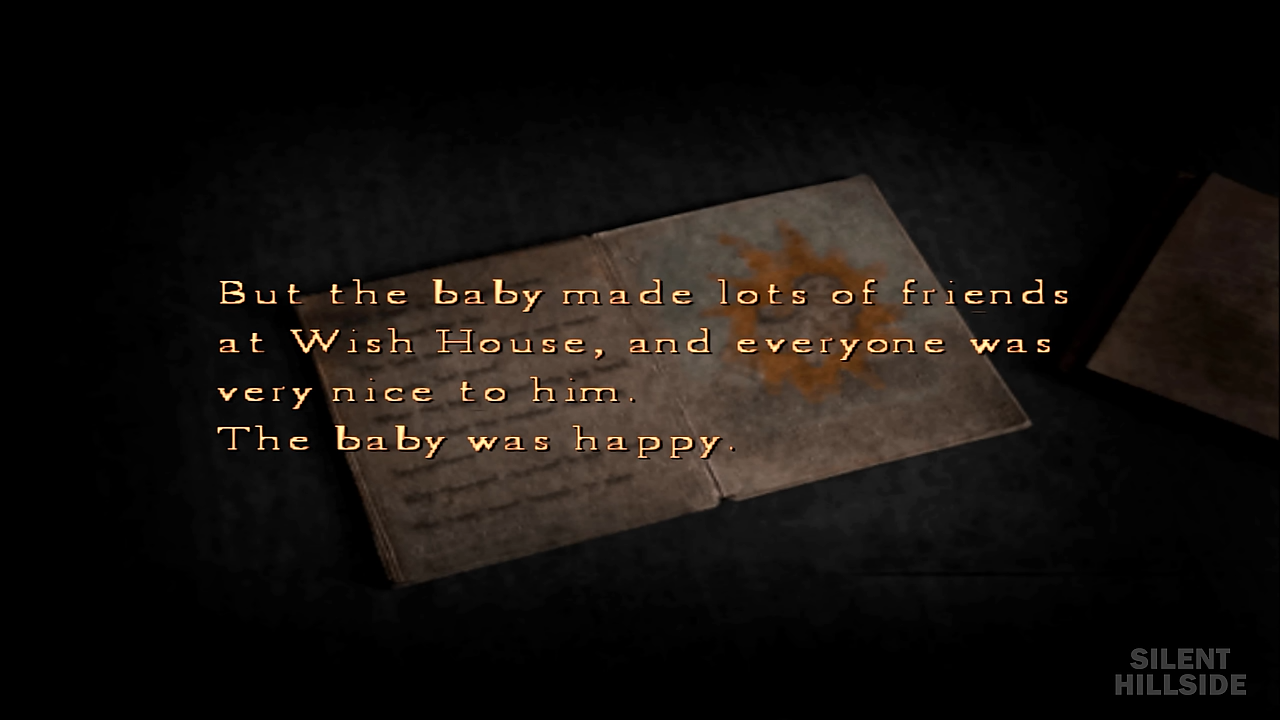 But the baby made lots of friends
at Wish House, and everyone was
very nice to him.
The baby was happy.
SILENT
HILLSIDE